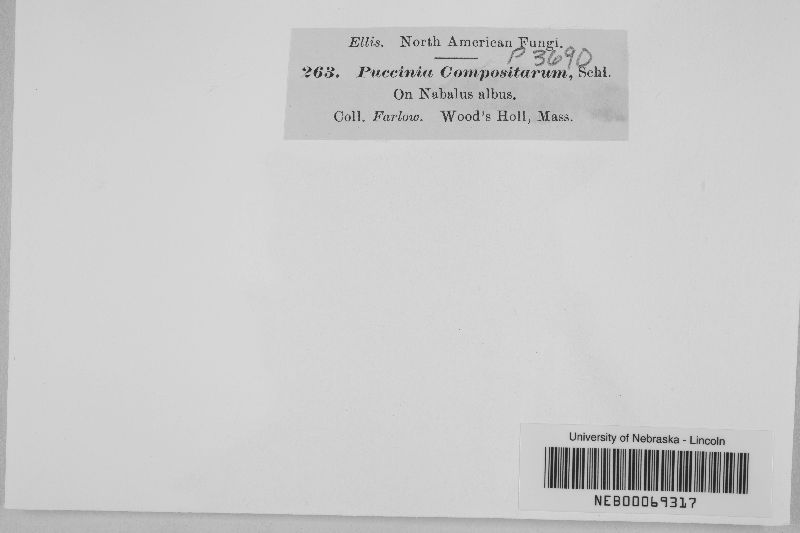 Ellis. North American Fungi.
P 3690
263. Puccinia Compositarum, Schl.
On Nabalus albus.
Coll. Farlow. Wood's Holl, Mass.
University of Nebraska - Lincoln
NEB00069317